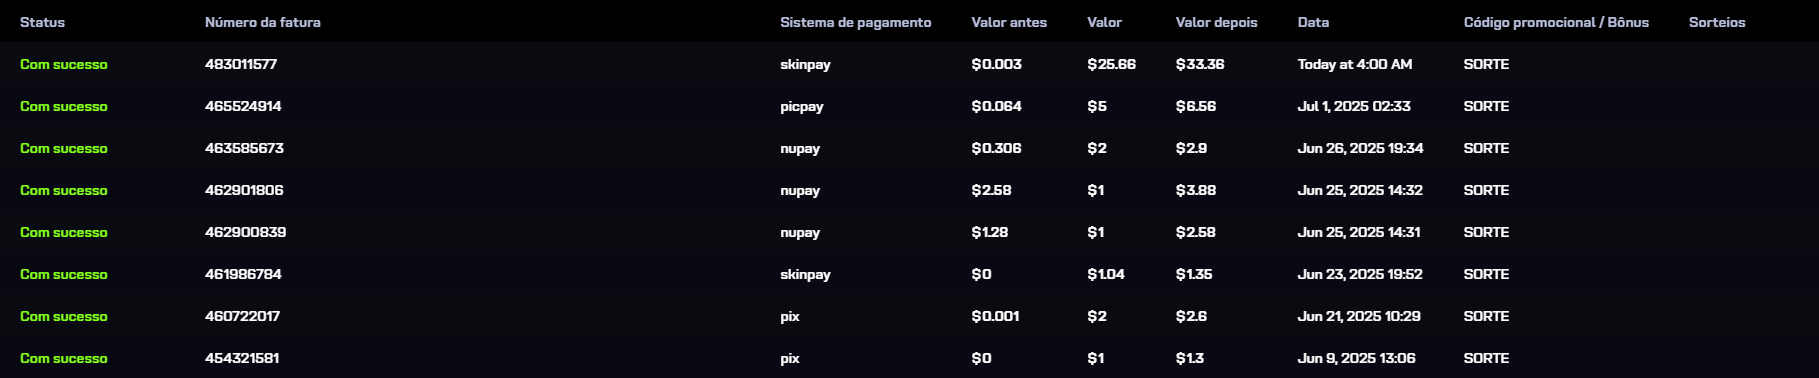 Status Número da fatura Sistema de pagamento Valor antes Valor Valor depois Data Código promocional / Bônus Sorteios
Com sucesso 483011577 skinpay $0.003 $25.66 $33.36 Today at 4:00 AM SORTE
Com sucesso 465524914 picpay $0.064 $5 $6.56 Jul 1, 2025 02:33 SORTE
Com sucesso 463585673 nupay $0.306 $2 $2.9 Jun 26, 2025 19:34 SORTE
Com sucesso 462901806 nupay $2.58 $1 $3.88 Jun 25, 2025 14:32 SORTE
Com sucesso 462900839 nupay $1.28 $1 $2.58 Jun 25, 2025 14:31 SORTE
Com sucesso 461986784 skinpay $0 $1.04 $1.35 Jun 23, 2025 19:52 SORTE
Com sucesso 460722017 pix $0.001 $2 $2.6 Jun 21, 2025 10:29 SORTE
Com sucesso 454321581 pix $0 $1 $1.3 Jun 9, 2025 13:06 SORTE